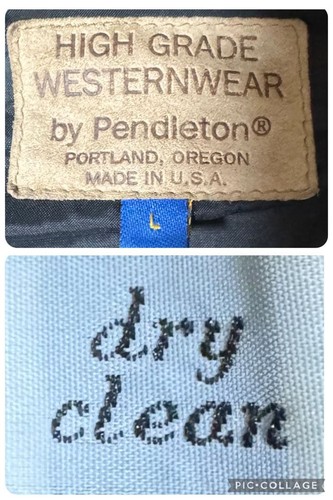 HIGH GRADE
WESTERNWEAR
by Pendleton®
PORTLAND, OREGON
MADE IN U.S.A.
L
dry
clean
PIC•COLLAGE